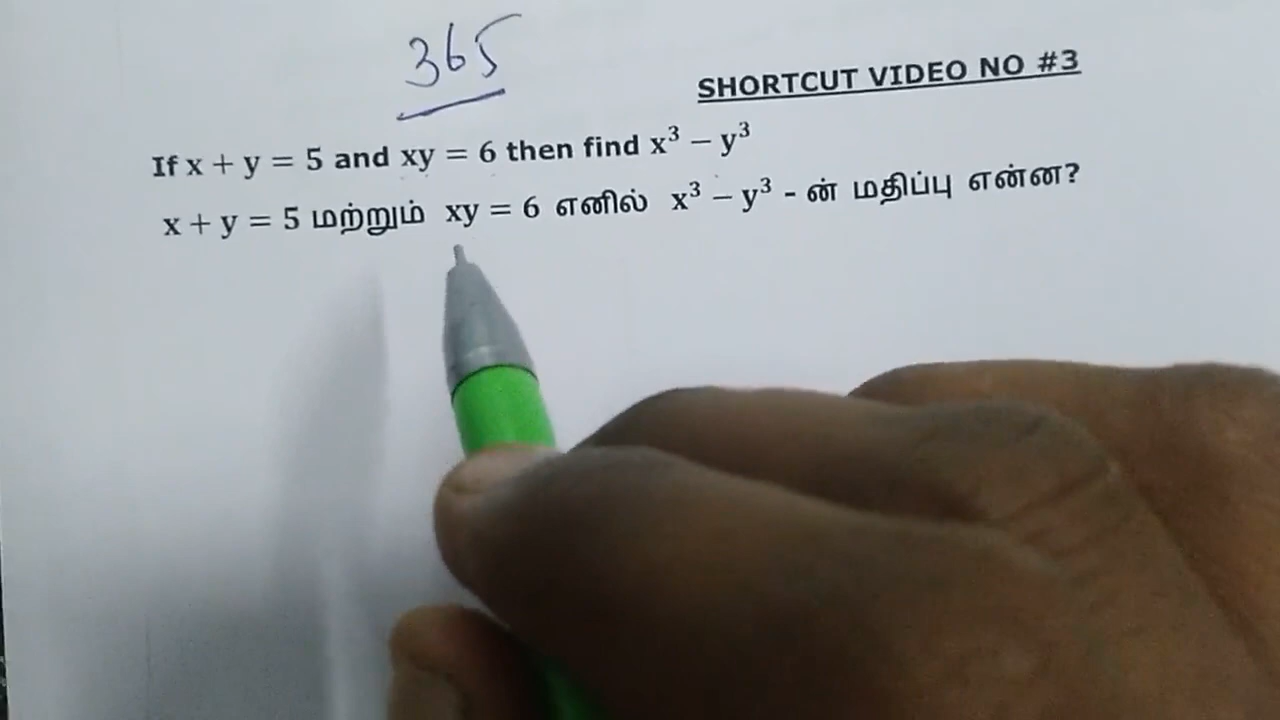 365
SHORTCUT VIDEO NO #3
If x + y = 5 and xy = 6 then find x³ − y³
x + y = 5 மற்றும் xy = 6 எனில் x³ − y³ - ன் மதிப்பு என்ன?